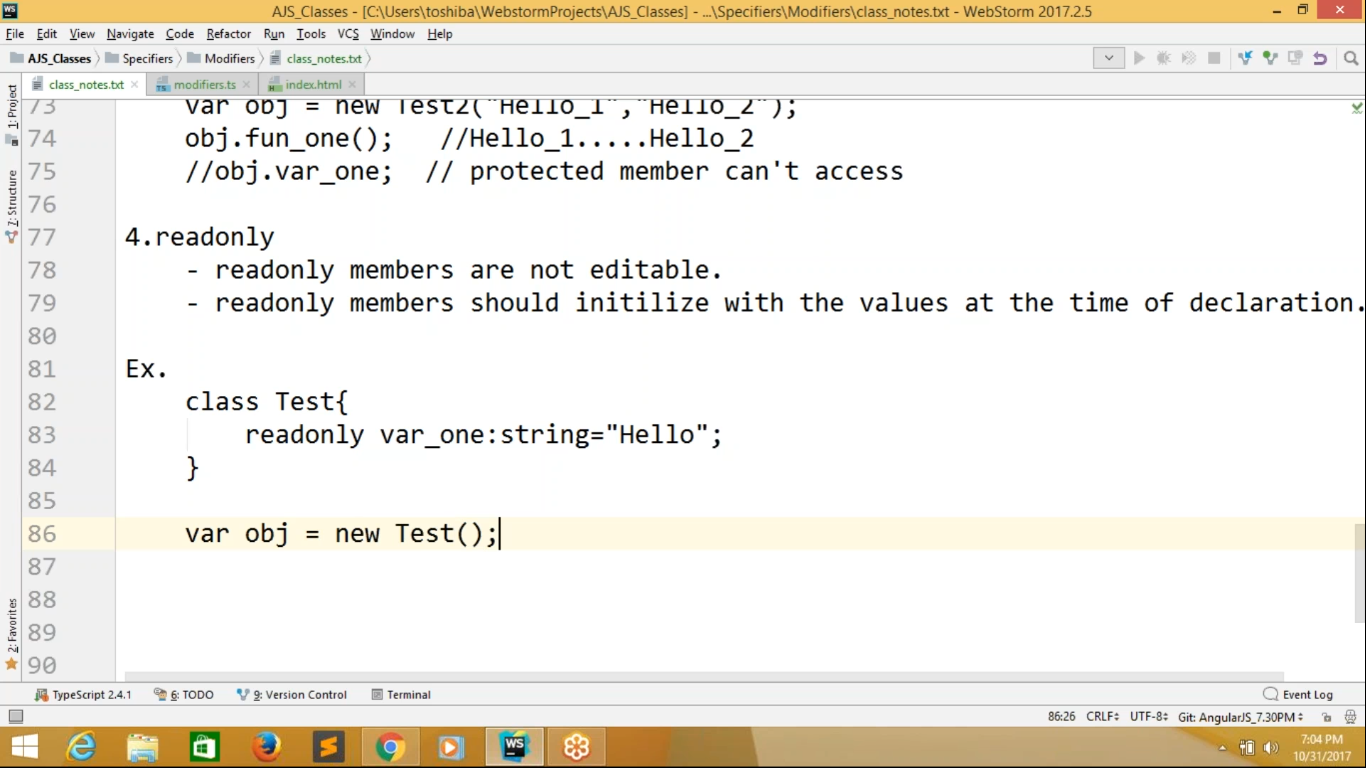 AJS_Classes - [C:\Users\toshiba\WebstormProjects\AJS_Classes] - ...\Specifiers\Modifiers\class_notes.txt - WebStorm 2017.2.5
File Edit View Navigate Code Refactor Run Tools VCS Window Help
AJS_Classes Specifiers Modifiers class_notes.txt
class_notes.txt modifiers.ts index.html
1: Project
7: Structure
2: Favorites
73 var obj = new Test2("Hello_1","Hello_2");
74 obj.fun_one(); //Hello_1.....Hello_2
75 //obj.var_one; // protected member can't access
76
77 4.readonly
78 - readonly members are not editable.
79 - readonly members should initilize with the values at the time of declaration.
80
81 Ex.
82 class Test{
83 readonly var_one:string="Hello";
84 }
85
86 var obj = new Test();
87
88
89
90
TypeScript 2.4.1 6: TODO 9: Version Control Terminal Event Log
86:26 CRLF UTF-8 Git: AngularJS_7.30PM
WS
7:04 PM
10/31/2017